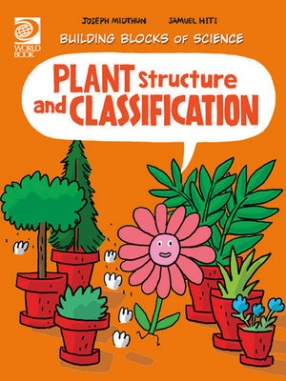 JOSEPH MIDTHUN SAMUEL HITI
BUILDING BLOCKS OF SCIENCE
WORLD
BOOK
PLANT Structure
and CLASSIFICATION